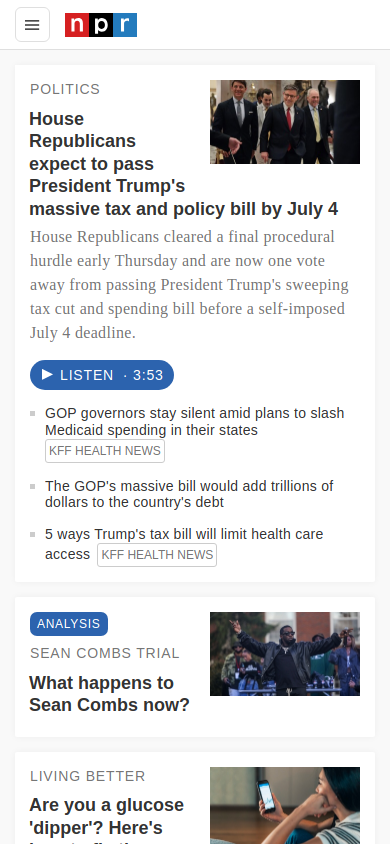 npr
POLITICS
House
Republicans
expect to pass
President Trump's
massive tax and policy bill by July 4
House Republicans cleared a final procedural
hurdle early Thursday and are now one vote
away from passing President Trump's sweeping
tax cut and spending bill before a self-imposed
July 4 deadline.
LISTEN · 3:53
GOP governors stay silent amid plans to slash
Medicaid spending in their states
KFF HEALTH NEWS
The GOP's massive bill would add trillions of
dollars to the country's debt
5 ways Trump's tax bill will limit health care
access KFF HEALTH NEWS
ANALYSIS
SEAN COMBS TRIAL
What happens to
Sean Combs now?
LIVING BETTER
Are you a glucose
'dipper'? Here's